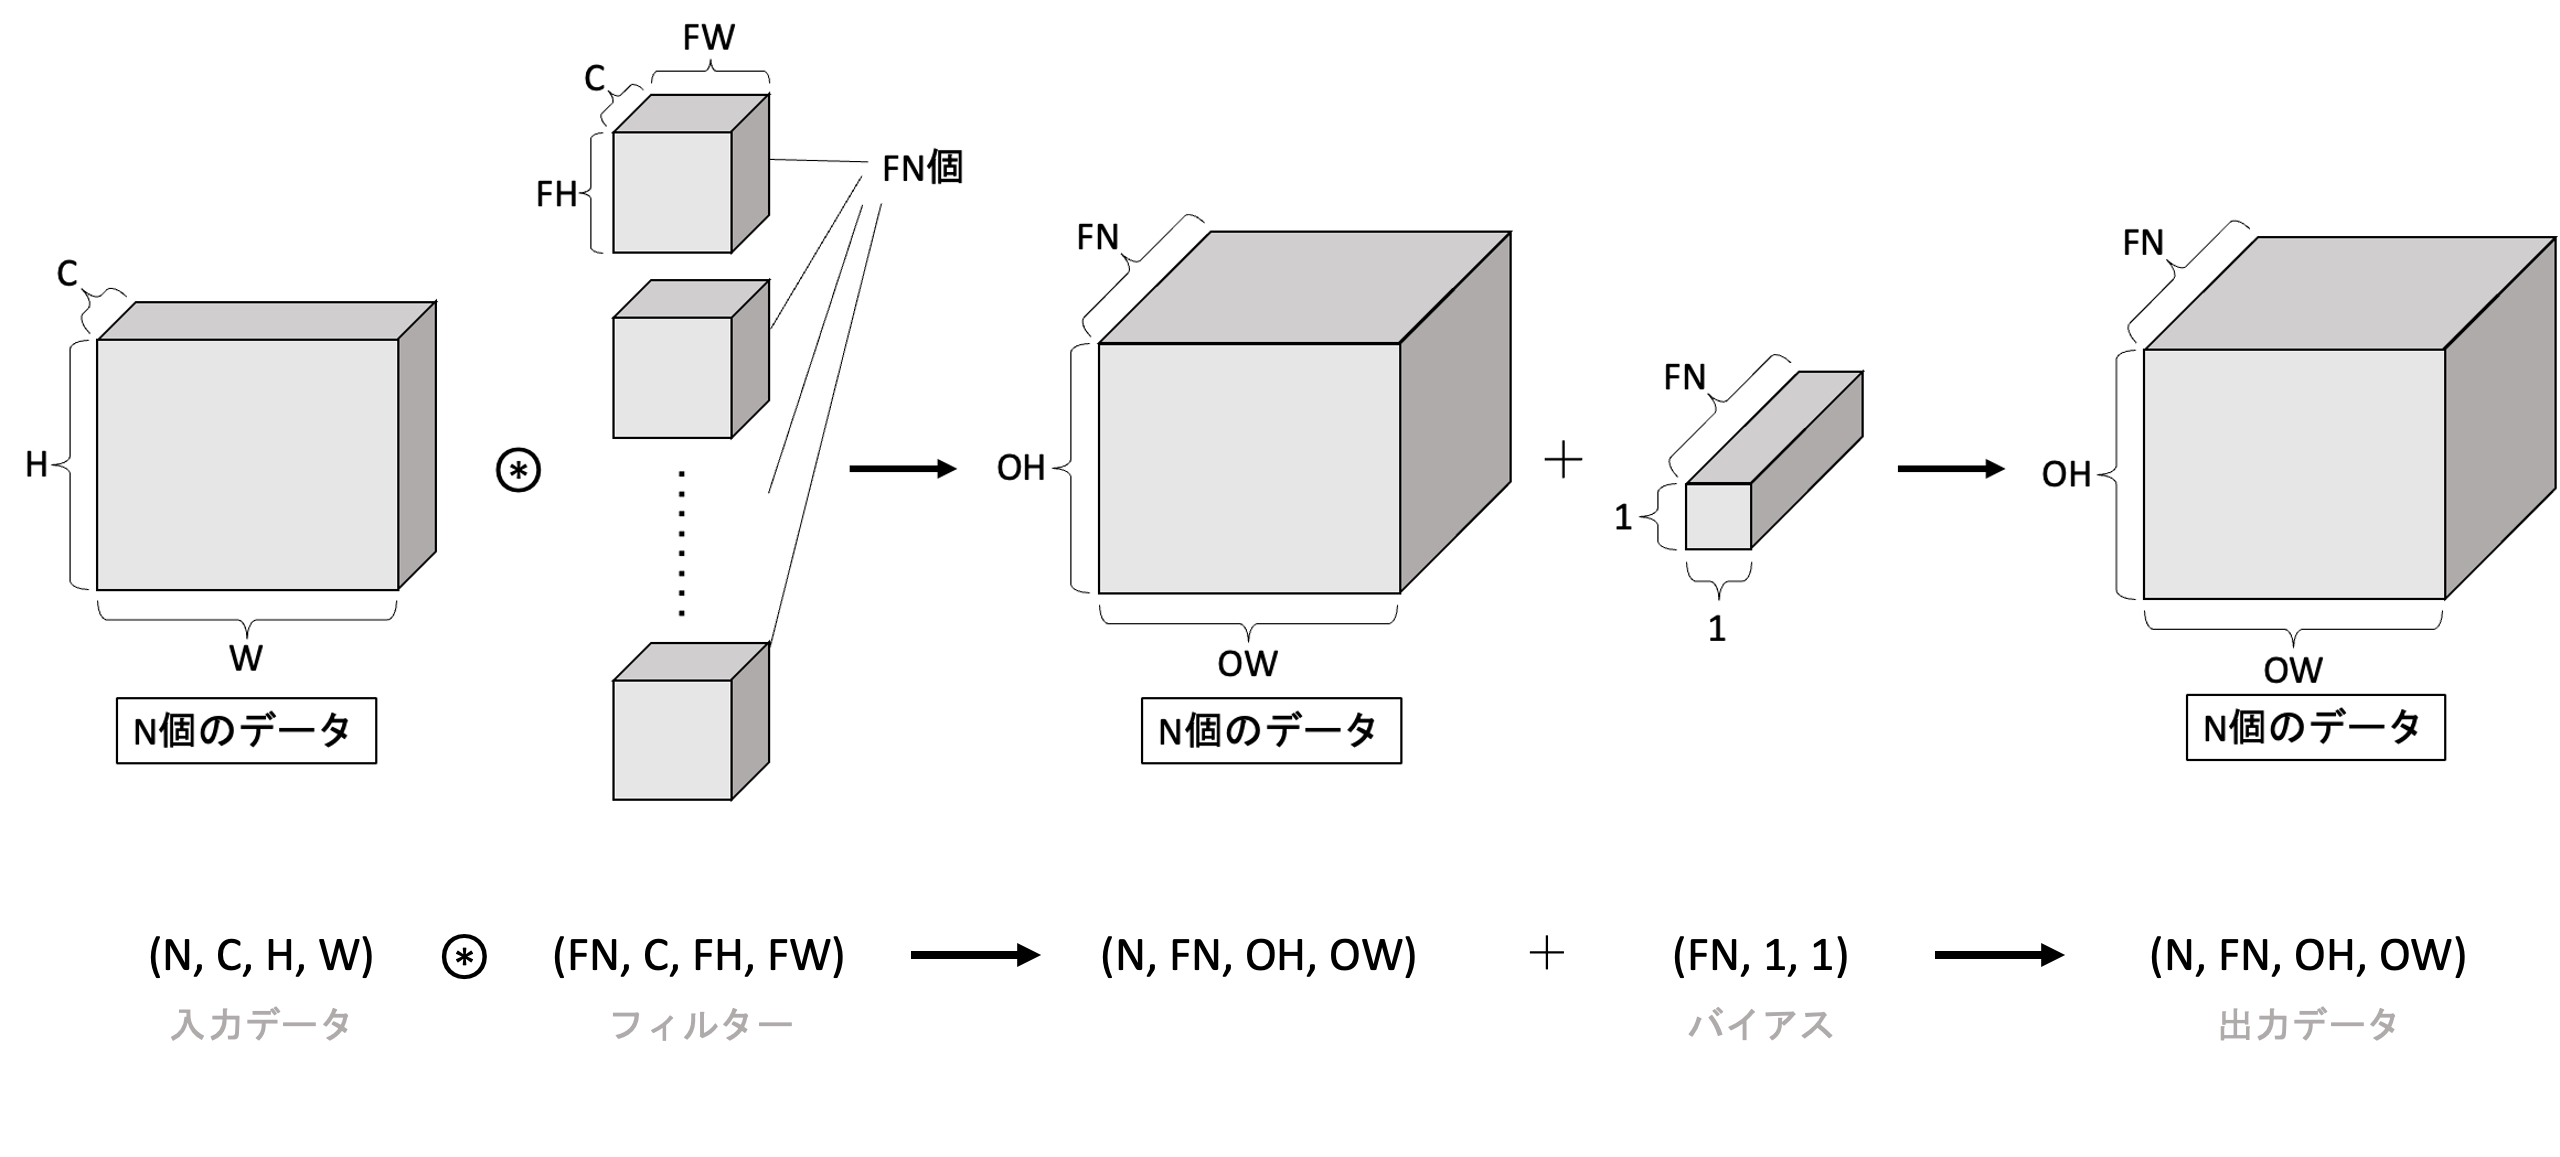 FW
C
FH
FN個
C
H
W
N個のデータ
FN
OH
OW
N個のデータ
FN
1
1
FN
OH
OW
N個のデータ
(N, C, H, W) ⊛ (FN, C, FH, FW) → (N, FN, OH, OW) + (FN, 1, 1) → (N, FN, OH, OW)
入力データ フィルター バイアス 出力データ